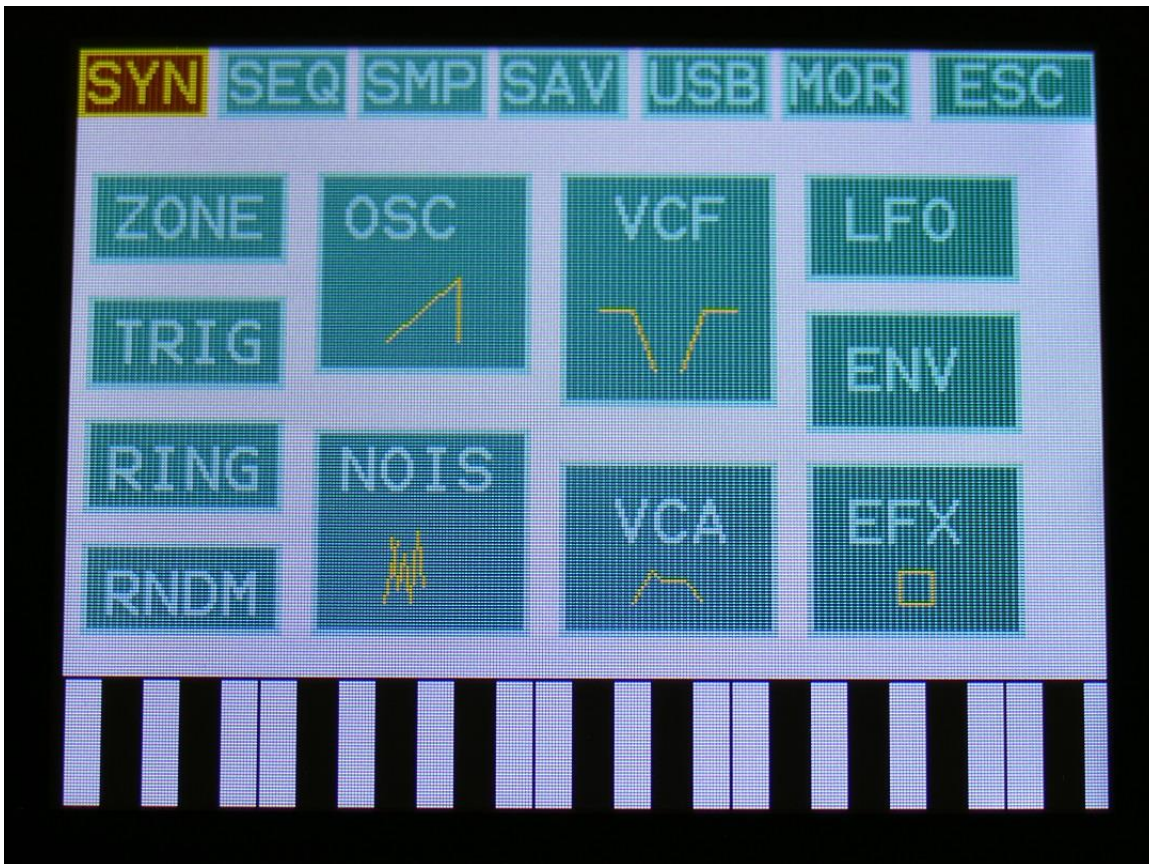 SYN SEQ SMP SAV USB MOR ESC
ZONE OSC VCF LFO
TRIG ENV
RING NOIS VCA EFX
RNDM